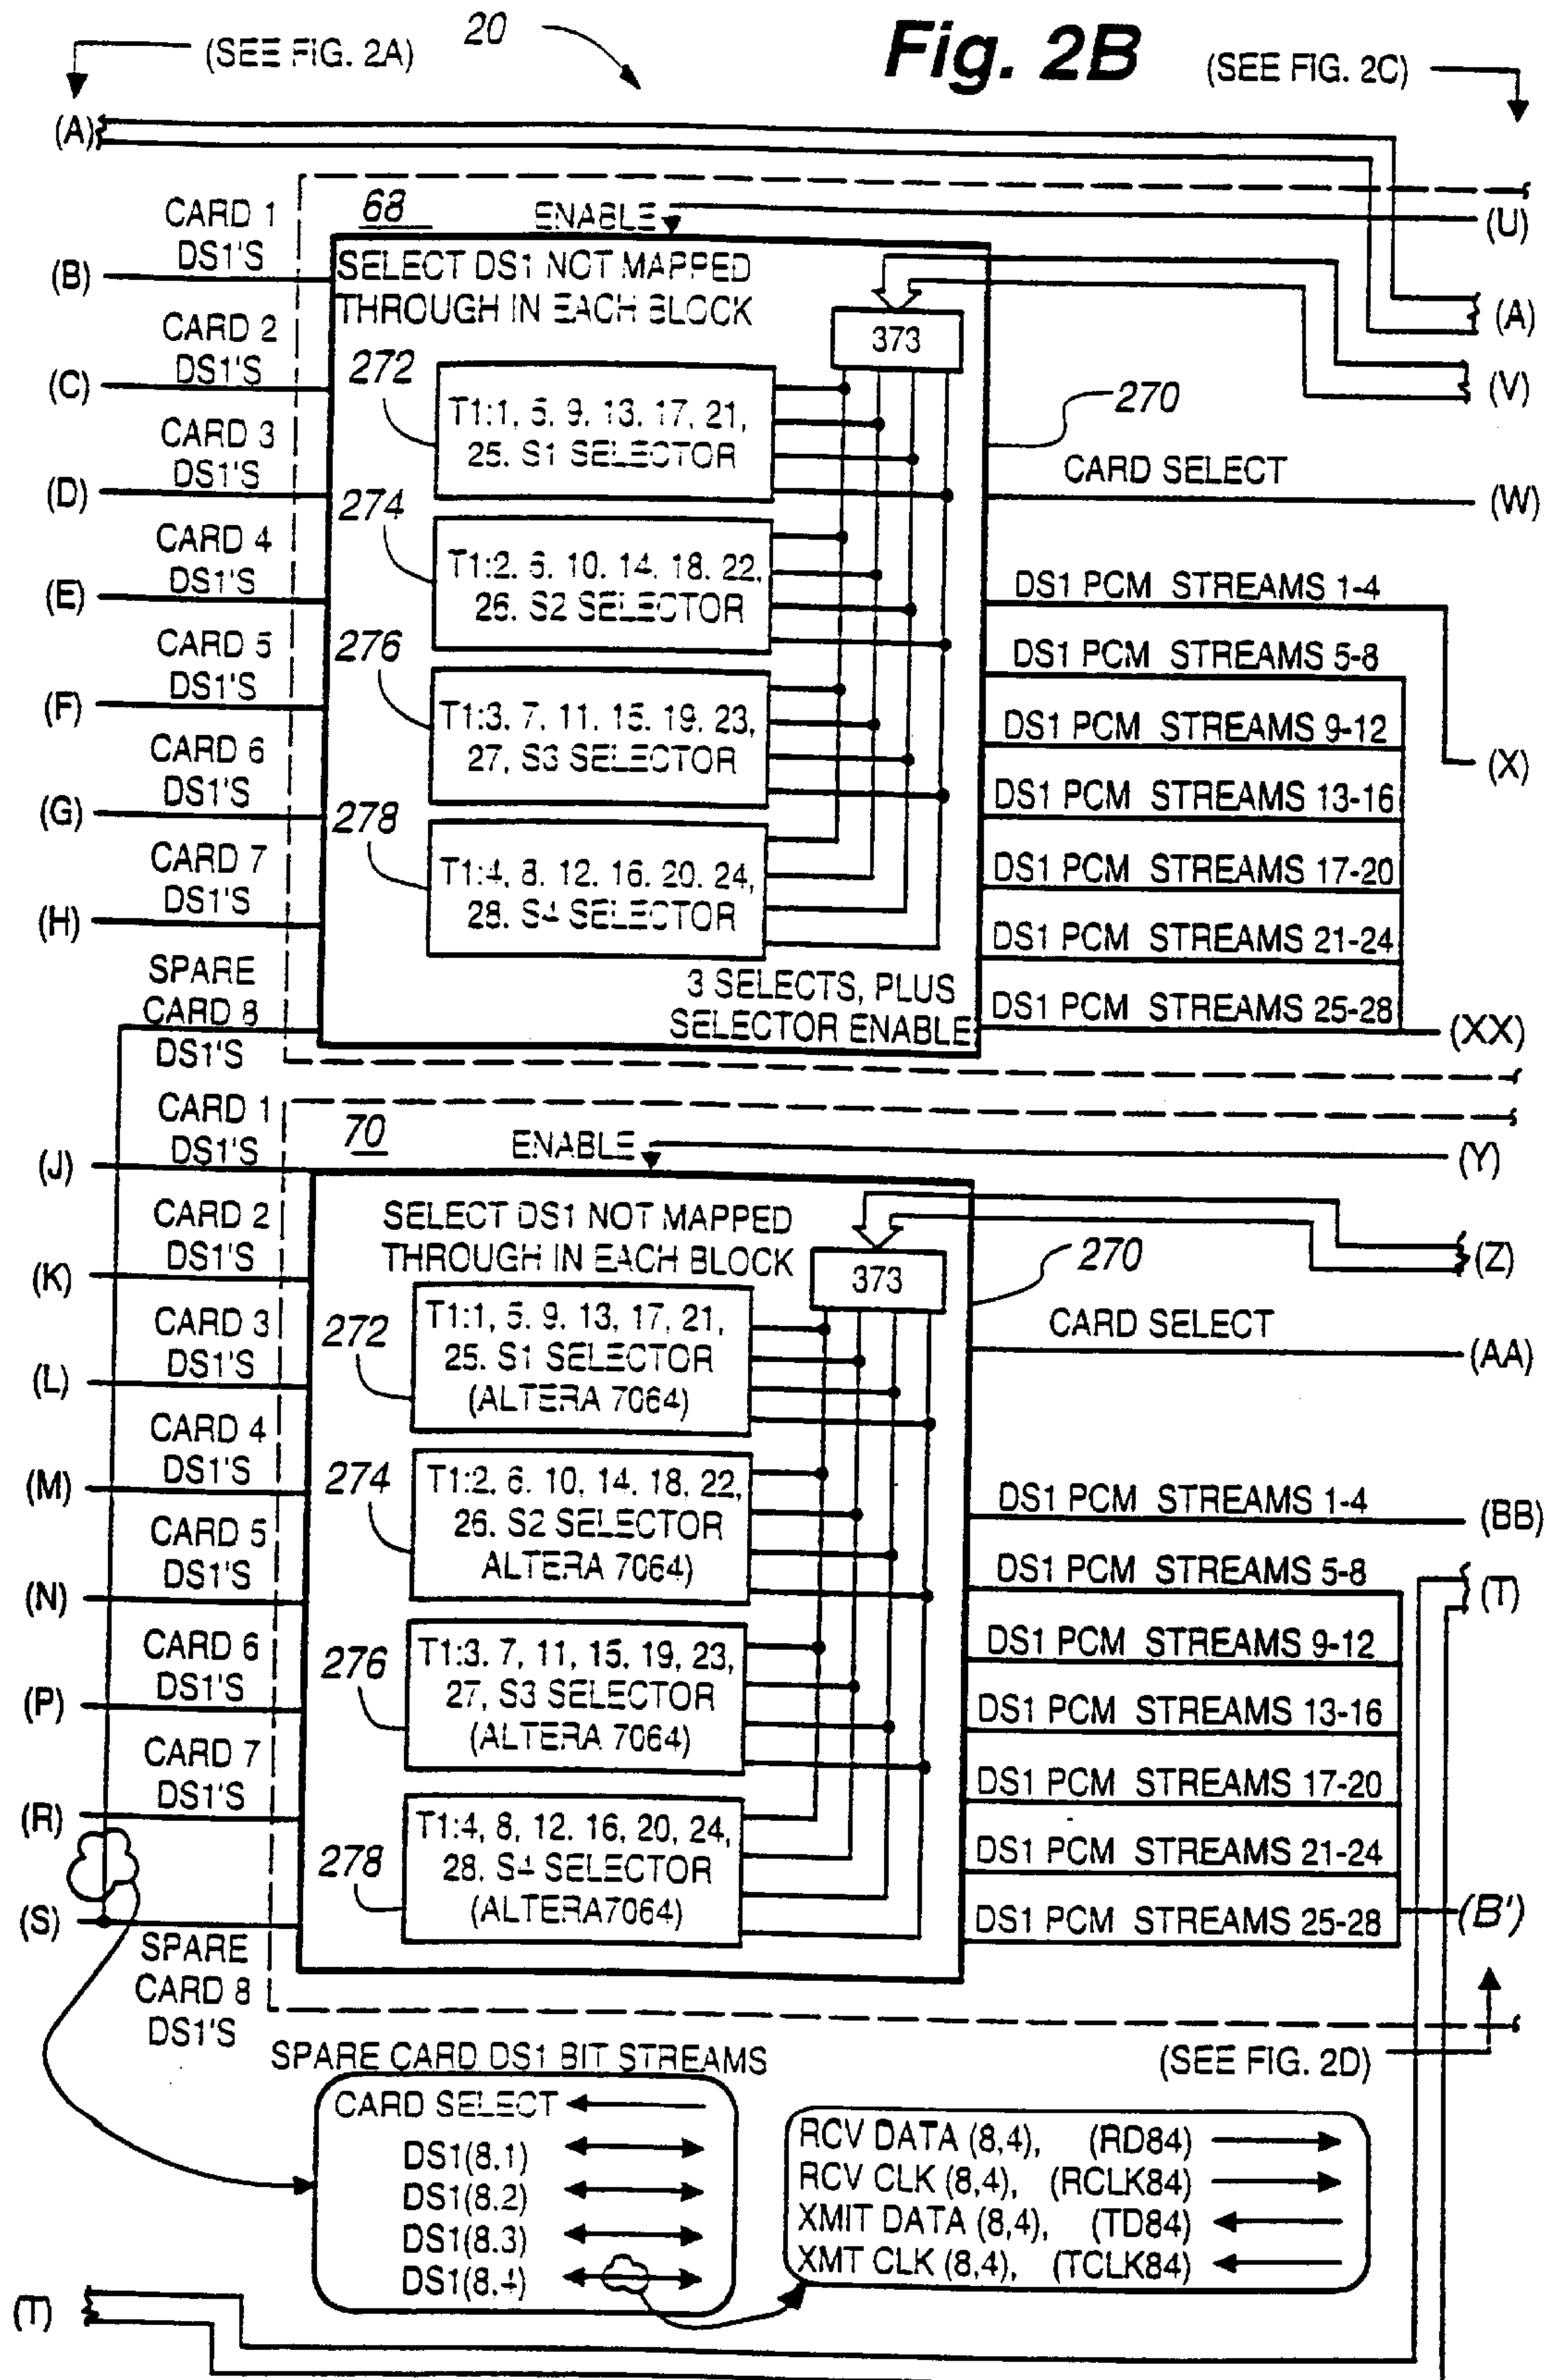 (SEE FIG. 2A)
20
Fig. 2B
(SEE FIG. 2C)
(A)
68
ENABLE
(U)
CARD 1
DS1'S
(B)
SELECT DS1 NOT MAPPED
THROUGH IN EACH BLOCK
373
(A)
(V)
CARD 2
DS1'S
(C)
272
T1:1, 5, 9, 13, 17, 21,
25. S1 SELECTOR
270
CARD 3
DS1'S
(D)
CARD SELECT
(W)
274
T1:2. 6. 10. 14. 18. 22,
26. S2 SELECTOR
CARD 4
DS1'S
(E)
DS1 PCM STREAMS 1-4
CARD 5
DS1'S
(F)
276
T1:3. 7. 11. 15. 19. 23,
27, S3 SELECTOR
DS1 PCM STREAMS 5-8
DS1 PCM STREAMS 9-12
(X)
CARD 6
DS1'S
(G)
DS1 PCM STREAMS 13-16
278
T1:4, 8. 12. 16. 20. 24,
28. S4 SELECTOR
CARD 7
DS1'S
(H)
DS1 PCM STREAMS 17-20
DS1 PCM STREAMS 21-24
SPARE
CARD 8
DS1'S
3 SELECTS, PLUS
SELECTOR ENABLE
DS1 PCM STREAMS 25-28
(XX)
CARD 1
DS1'S
(J)
70
ENABLE
(Y)
CARD 2
DS1'S
(K)
SELECT DS1 NOT MAPPED
THROUGH IN EACH BLOCK
373
270
(Z)
CARD 3
DS1'S
(L)
272
T1:1, 5. 9. 13, 17, 21,
25. S1 SELECTOR
(ALTERA 7064)
CARD SELECT
(AA)
CARD 4
DS1'S
(M)
274
T1:2, 6. 10, 14. 18, 22,
26. S2 SELECTOR
ALTERA 7064)
DS1 PCM STREAMS 1-4
(BB)
CARD 5
DS1'S
(N)
DS1 PCM STREAMS 5-8
(T)
CARD 6
DS1'S
(P)
276
T1:3. 7, 11, 15. 19, 23,
27, S3 SELECTOR
(ALTERA 7064)
DS1 PCM STREAMS 9-12
DS1 PCM STREAMS 13-16
CARD 7
DS1'S
(R)
DS1 PCM STREAMS 17-20
278
T1:4, 8, 12. 16, 20, 24,
28. S4 SELECTOR
(ALTERA7064)
DS1 PCM STREAMS 21-24
(S)
DS1 PCM STREAMS 25-28
(B')
SPARE
CARD 8
DS1'S
SPARE CARD DS1 BIT STREAMS
(SEE FIG. 2D)
CARD SELECT
DS1(8.1)
DS1(8.2)
DS1(8.3)
DS1(8.4)
RCV DATA (8,4), (RD84)
RCV CLK (8,4), (RCLK84)
XMIT DATA (8,4), (TD84)
XMT CLK (8,4), (TCLK84)
(T)